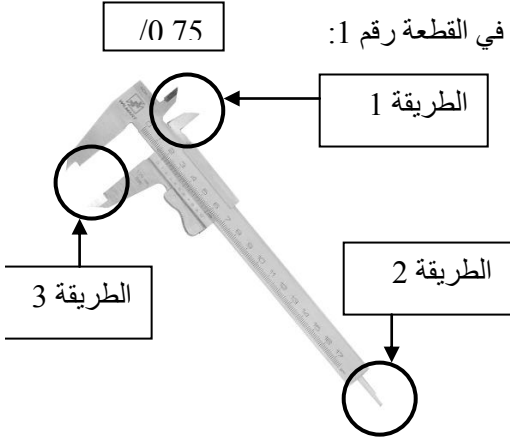 في القطعة رقم 1:
/0.75
الطريقة 1
الطريقة 2
الطريقة 3